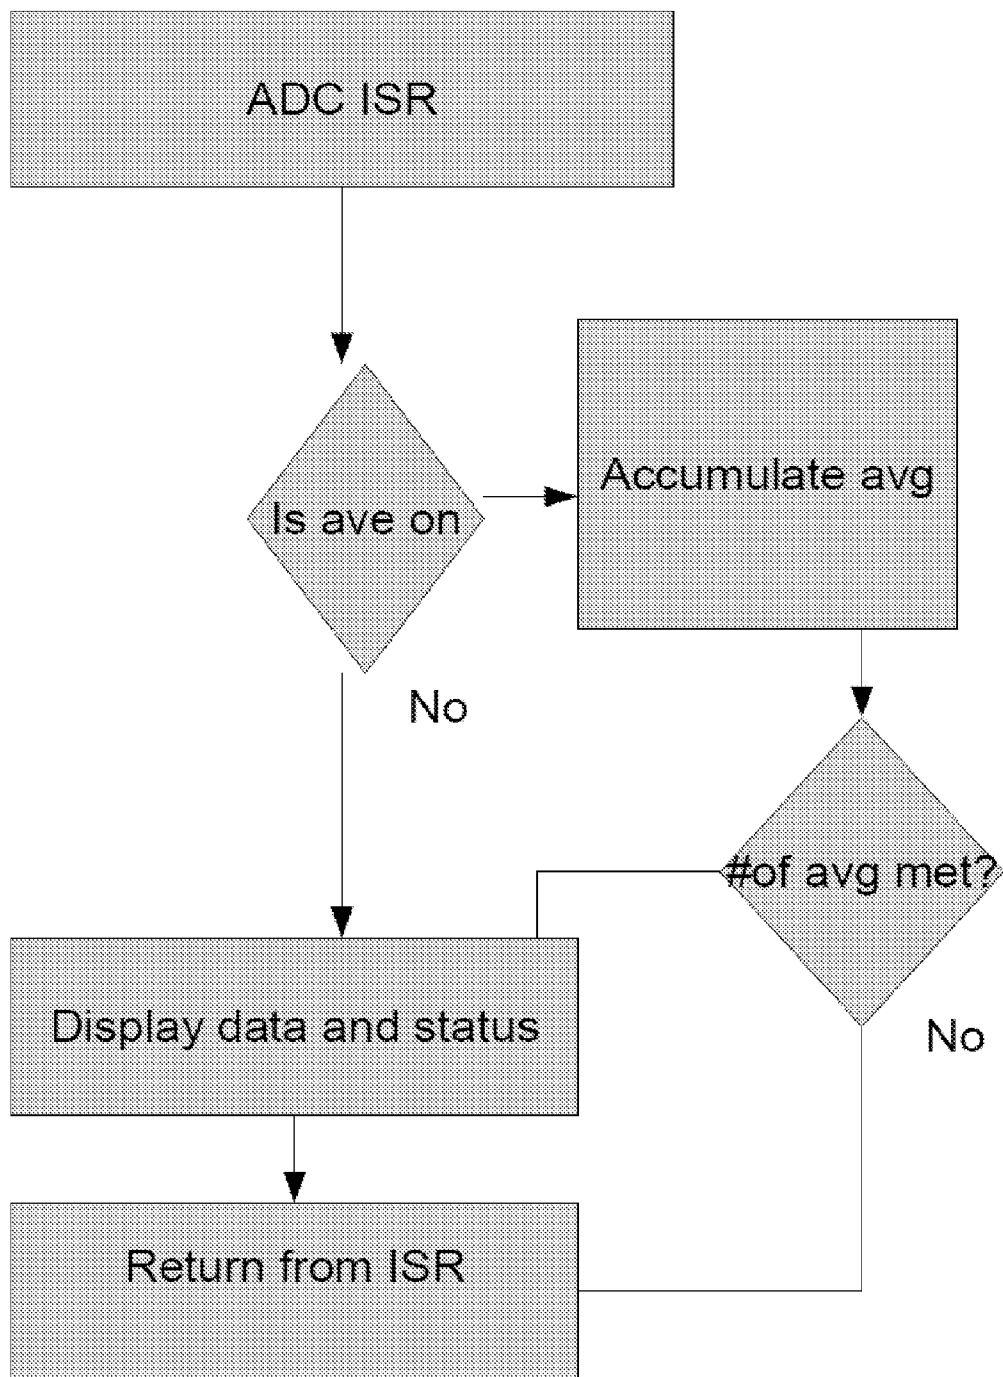 ADC ISR
Is ave on
Accumulate avg
No
#of avg met?
Display data and status
No
Return from ISR